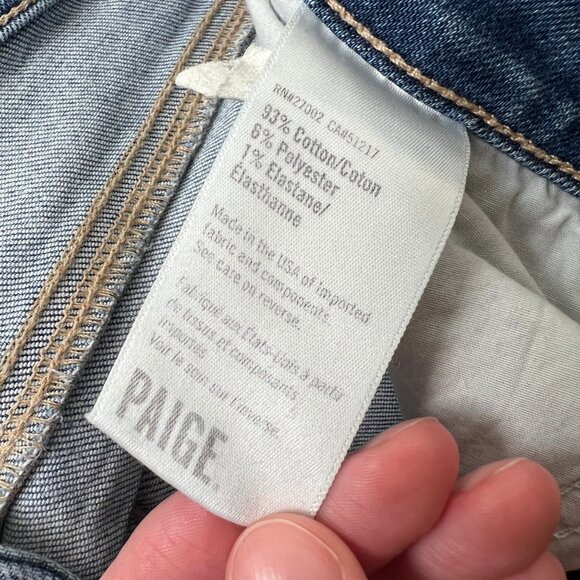 RN#27002 CA#51217
93% Cotton/Coton
6% Polyester
1% Elastane/
Élasthanne
Made in the USA of imported
fabric and components.
See care on reverse.
Fabriqué aux États-Unis à partir
de tissus et composants
importés.
Voir le soin sur l'inverse
PAIGE